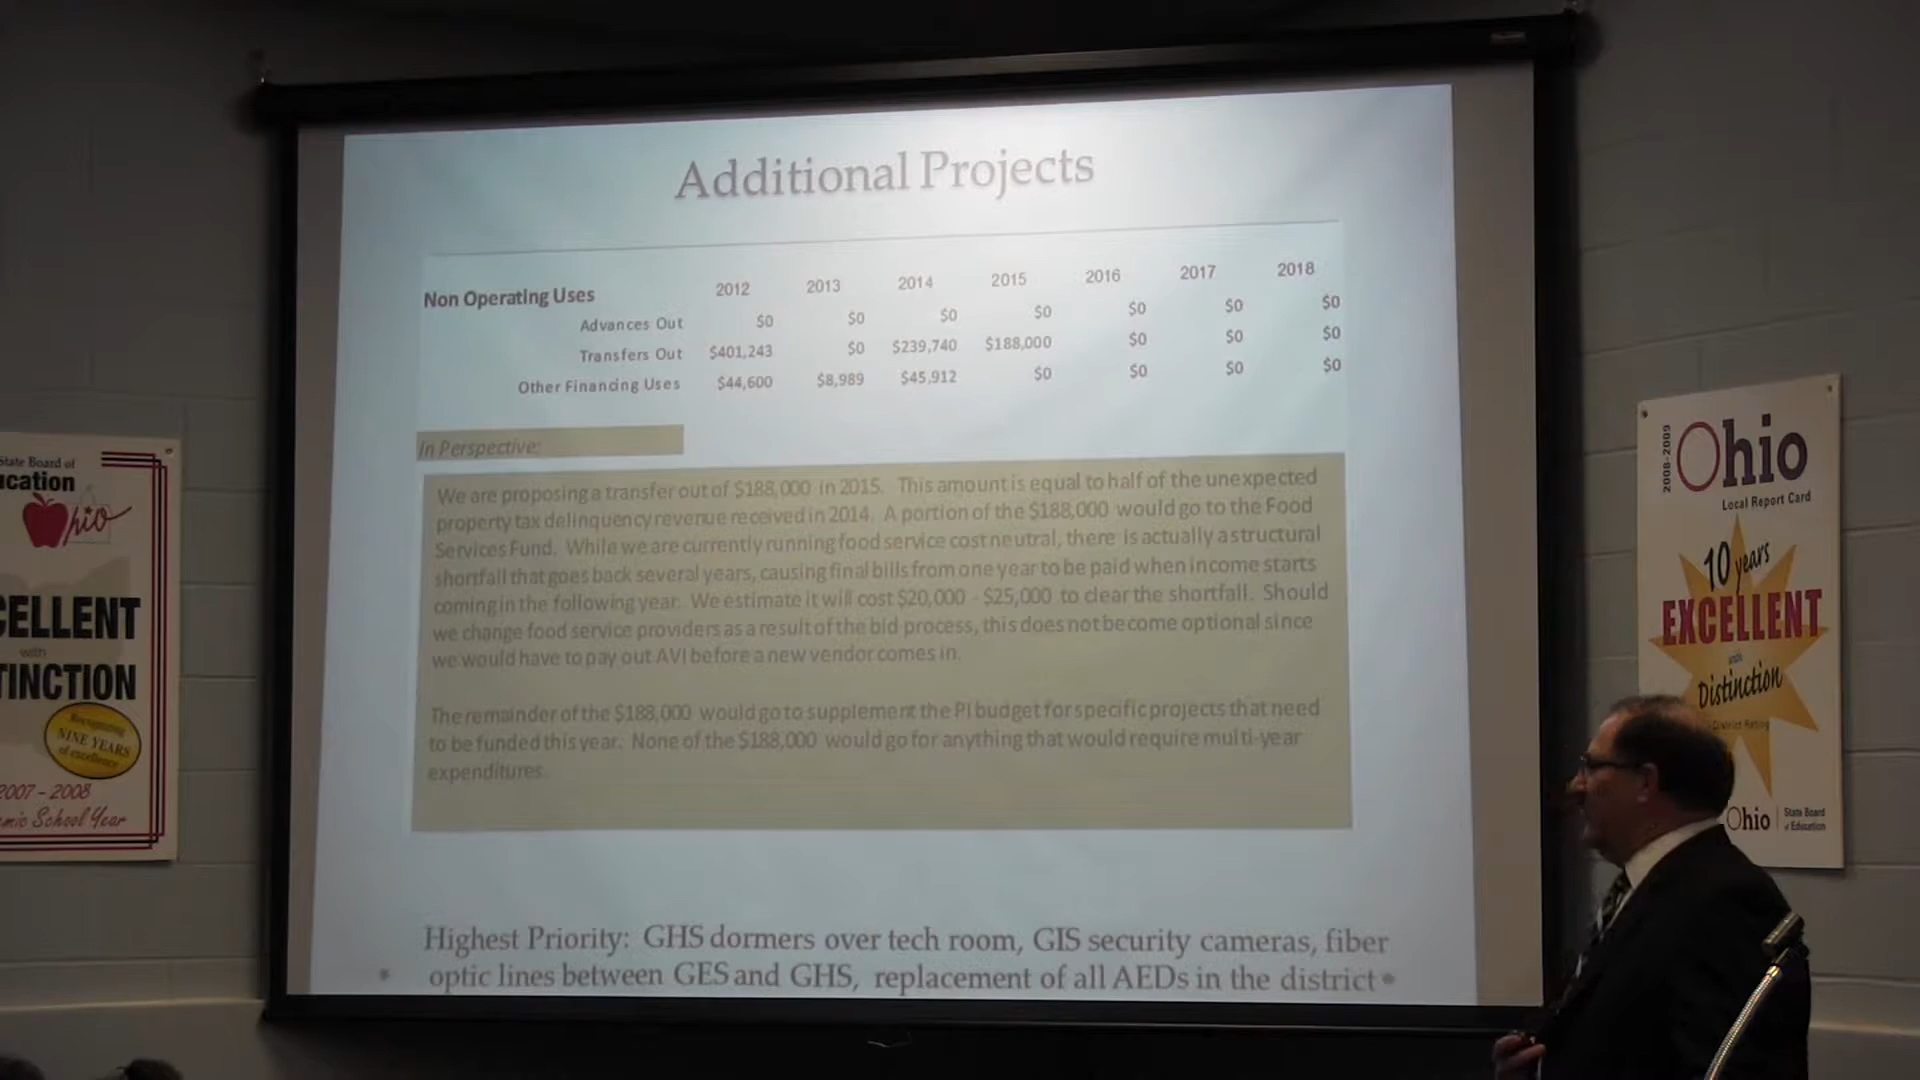 Additional Projects
Non Operating Uses 2012 2013 2014 2015 2016 2017 2018
Advances Out $0 $0 $0 $0 $0 $0 $0
Transfers Out $401,243 $0 $239,740 $188,000 $0 $0 $0
Other Financing Uses $44,600 $8,989 $45,912 $0 $0 $0 $0
In Perspective:
We are proposing a transfer out of $188,000 in 2015. This amount is equal to half of the unexpected
property tax delinquency revenue received in 2014. A portion of the $188,000 would go to the Food
Services Fund. While we are currently running food service cost neutral, there is actually a structural
shortfall that goes back several years, causing final bills from one year to be paid when income starts
coming in the following year. We estimate it will cost $20,000 - $25,000 to clear the shortfall. Should
we change food service providers as a result of the bid process, this does not become optional since
we would have to pay out AVI before a new vendor comes in.
The remainder of the $188,000 would go to supplement the PI budget for specific projects that need
to be funded this year. None of the $188,000 would go for anything that would require multi-year
expenditures.
Highest Priority: GHS dormers over tech room, GIS security cameras, fiber
optic lines between GES and GHS, replacement of all AEDs in the district
State Board of
ucation
Ohio
CELLENT
with
TINCTION
Recognizing
NINE YEARS
of excellence
2007 - 2008
mic School Year
2008-2009
Ohio
Local Report Card
10 years
EXCELLENT
with
Distinction
District Rating
Ohio
State Board
of Education